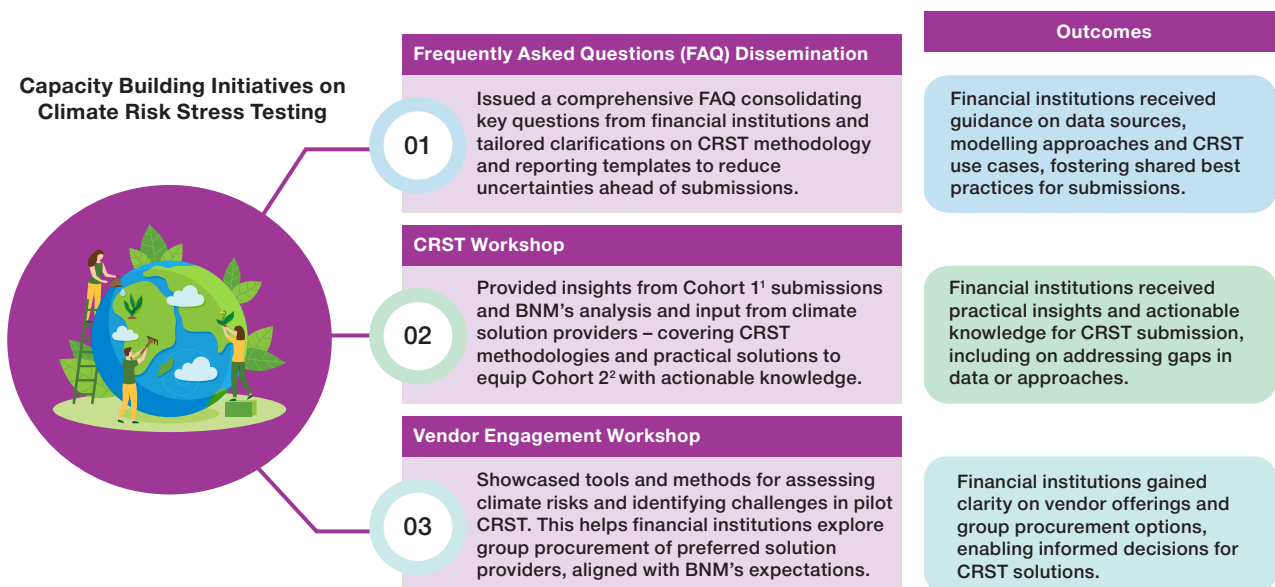 Capacity Building Initiatives on
Climate Risk Stress Testing
Outcomes
01
Frequently Asked Questions (FAQ) Dissemination
Issued a comprehensive FAQ consolidating
key questions from financial institutions and
tailored clarifications on CRST methodology
and reporting templates to reduce
uncertainties ahead of submissions.
Financial institutions received
guidance on data sources,
modelling approaches and CRST
use cases, fostering shared best
practices for submissions.
02
CRST Workshop
Provided insights from Cohort 1¹ submissions
and BNM's analysis and input from climate
solution providers – covering CRST
methodologies and practical solutions to
equip Cohort 2² with actionable knowledge.
Financial institutions received
practical insights and actionable
knowledge for CRST submission,
including on addressing gaps in
data or approaches.
03
Vendor Engagement Workshop
Showcased tools and methods for assessing
climate risks and identifying challenges in pilot
CRST. This helps financial institutions explore
group procurement of preferred solution
providers, aligned with BNM's expectations.
Financial institutions gained
clarity on vendor offerings and
group procurement options,
enabling informed decisions for
CRST solutions.